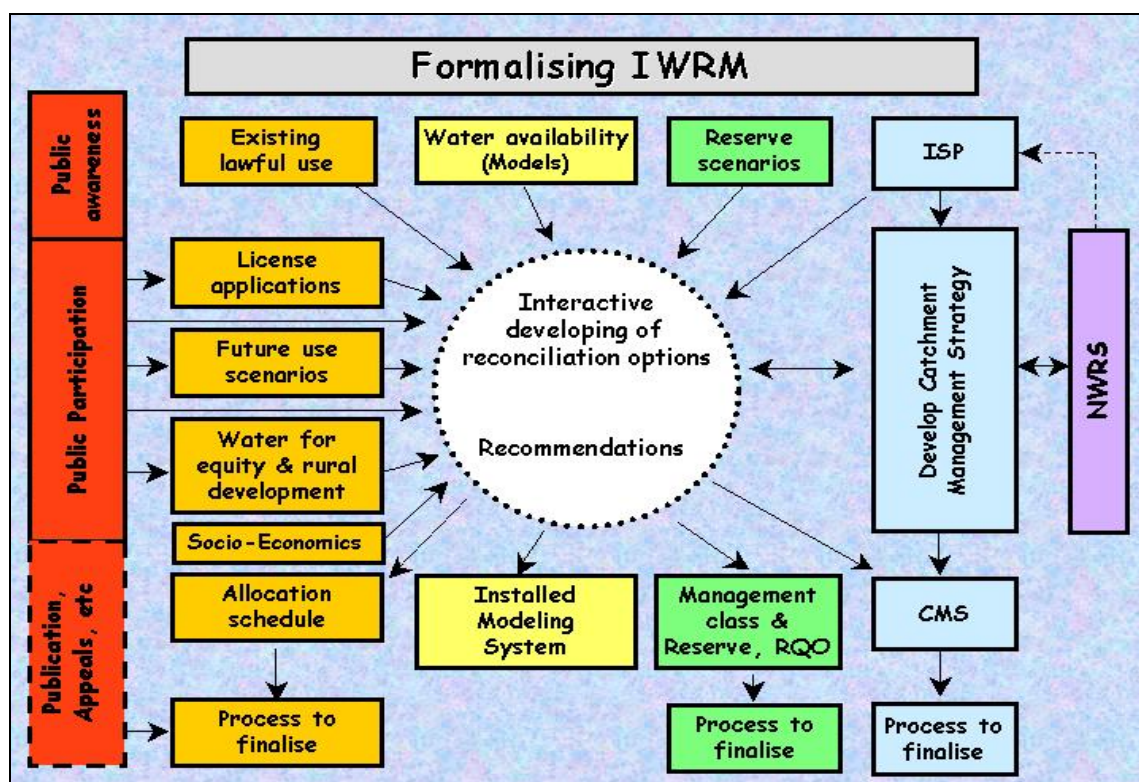 Formalising IWRM
Public
awareness
Public Participation
Publication,
Appeals, etc
Existing
lawful use
Water availability
(Models)
Reserve
scenarios
ISP
License
applications
Future use
scenarios
Water for
equity & rural
development
Socio-Economics
Interactive
developing of
reconciliation options
Recommendations
Develop Catchment
Management Strategy
NWRS
Allocation
schedule
Installed
Modeling
System
Management
class &
Reserve, RQO
CMS
Process to
finalise
Process to
finalise
Process to
finalise